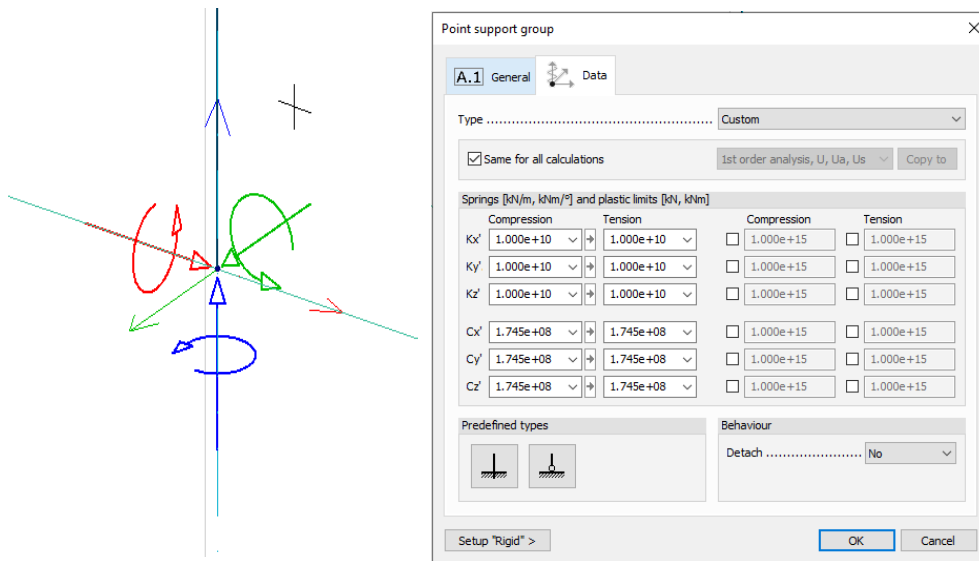 Point support group
A.1 General Data
Type ........................................................ Custom
Same for all calculations 1st order analysis, U, Ua, Us Copy to
Springs [kN/m, kNm/°] and plastic limits [kN, kNm]
Compression Tension Compression Tension
Kx' 1.000e+10 1.000e+10 1.000e+15 1.000e+15
Ky' 1.000e+10 1.000e+10 1.000e+15 1.000e+15
Kz' 1.000e+10 1.000e+10 1.000e+15 1.000e+15
Cx' 1.745e+08 1.745e+08 1.000e+15 1.000e+15
Cy' 1.745e+08 1.745e+08 1.000e+15 1.000e+15
Cz' 1.745e+08 1.745e+08 1.000e+15 1.000e+15
Predefined types Behaviour
Detach ........................ No
Setup "Rigid" > OK Cancel